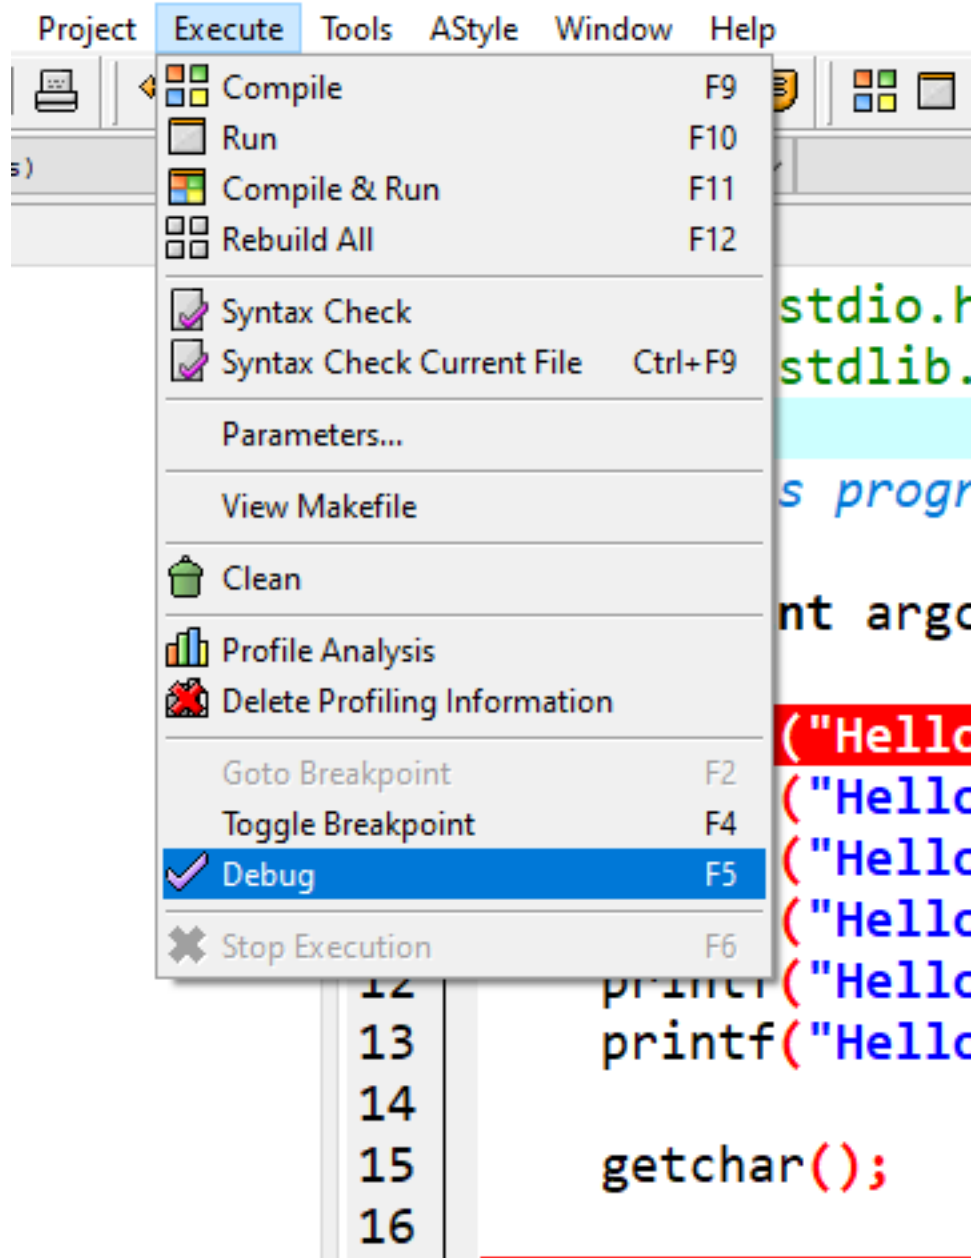 Project Execute Tools AStyle Window Help
Compile F9
Run F10
s)
Compile & Run F11
Rebuild All F12
Syntax Check
stdio.h
Syntax Check Current File Ctrl+F9
stdlib.
Parameters...
s progr
View Makefile
Clean
nt argc
Profile Analysis
Delete Profiling Information
("Hello
Goto Breakpoint F2
("Hello
Toggle Breakpoint F4
("Hello
Debug F5
("Hello
Stop Execution F6
12 printf("Hello
13 printf("Hello
14
15 getchar();
16